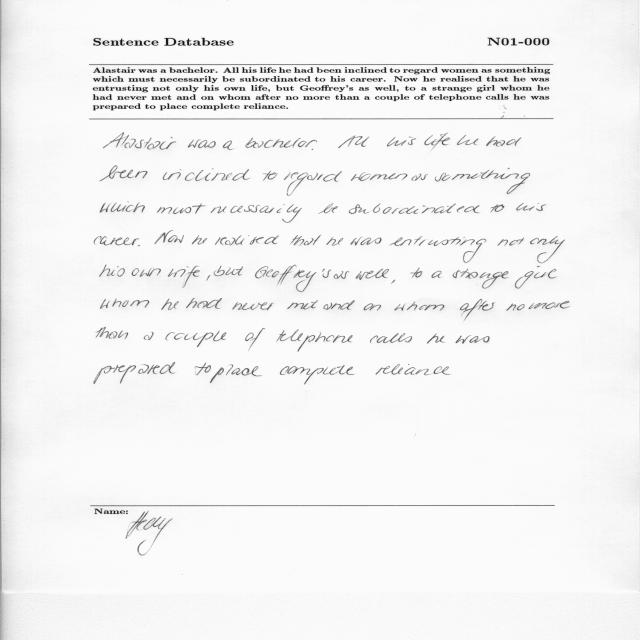 Sentence Database N01-000
Alastair was a bachelor. All his life he had been inclined to regard women as something
which must necessarily be subordinated to his career. Now he realised that he was
entrusting not only his own life, but Geoffrey's as well, to a strange girl whom he
had never met and on whom after no more than a couple of telephone calls he was
prepared to place complete reliance.
Alastair was a bachelor. All his life he had
been inclined to regard women as something
which must necessarily be subordinated to his
career. Now he realised that he was entrusting not only
his own wife, but Geoffrey's as well, to a strange girl
whom he had never met and on whom after no more
than a couple of telephone calls he was
prepared to place complete reliance
Name: